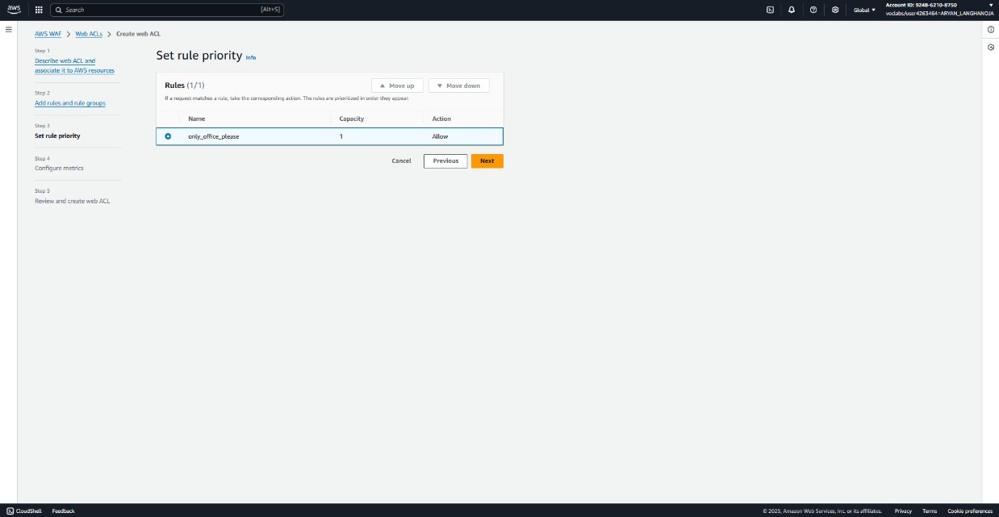 aws
Search
[Alt+S]
Global
Account ID: 9248-6210-8750
voclabs/user4263464=ARYAN_LANGHANOJA
AWS WAF
Web ACLs
Create web ACL
Step 1
Describe web ACL and
associate it to AWS resources
Step 2
Add rules and rule groups
Step 3
Set rule priority
Step 4
Configure metrics
Step 5
Review and create web ACL
Set rule priority Info
Rules (1/1)
Move up
Move down
If a request matches a rule, take the corresponding action. The rules are prioritized in order they appear.
Name Capacity Action
only_office_please 1 Allow
Cancel
Previous
Next
CloudShell
Feedback
© 2025, Amazon Web Services, Inc. or its affiliates.
Privacy
Terms
Cookie preferences